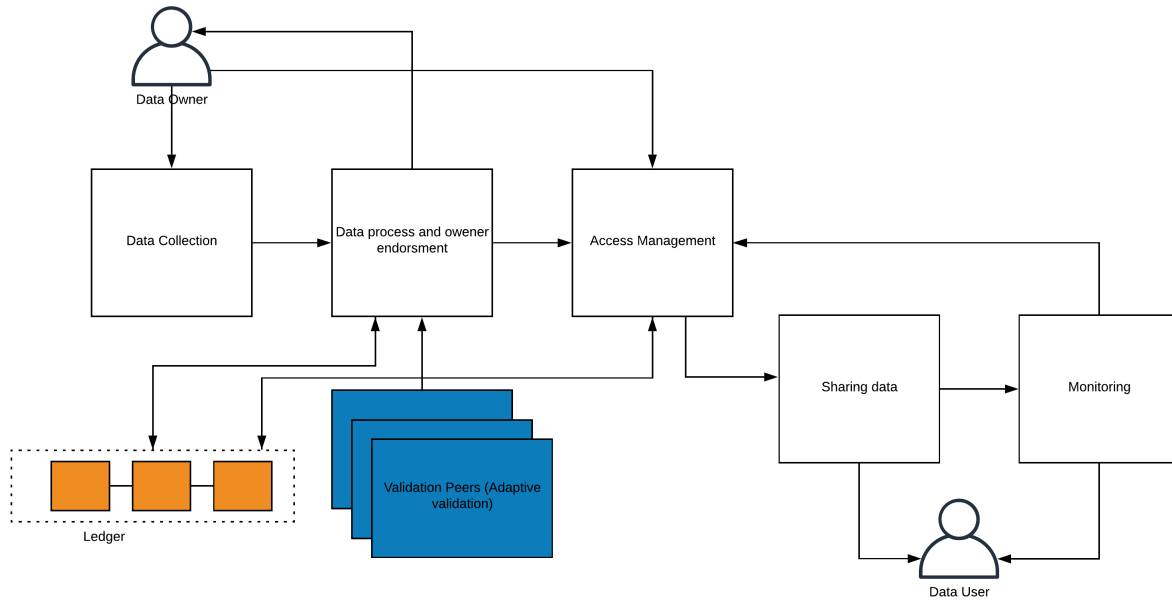 Data Owner
Data Collection
Data process and owener
endorsment
Access Management
Sharing data
Monitoring
Validation Peers (Adaptive
validation)
Ledger
Data User